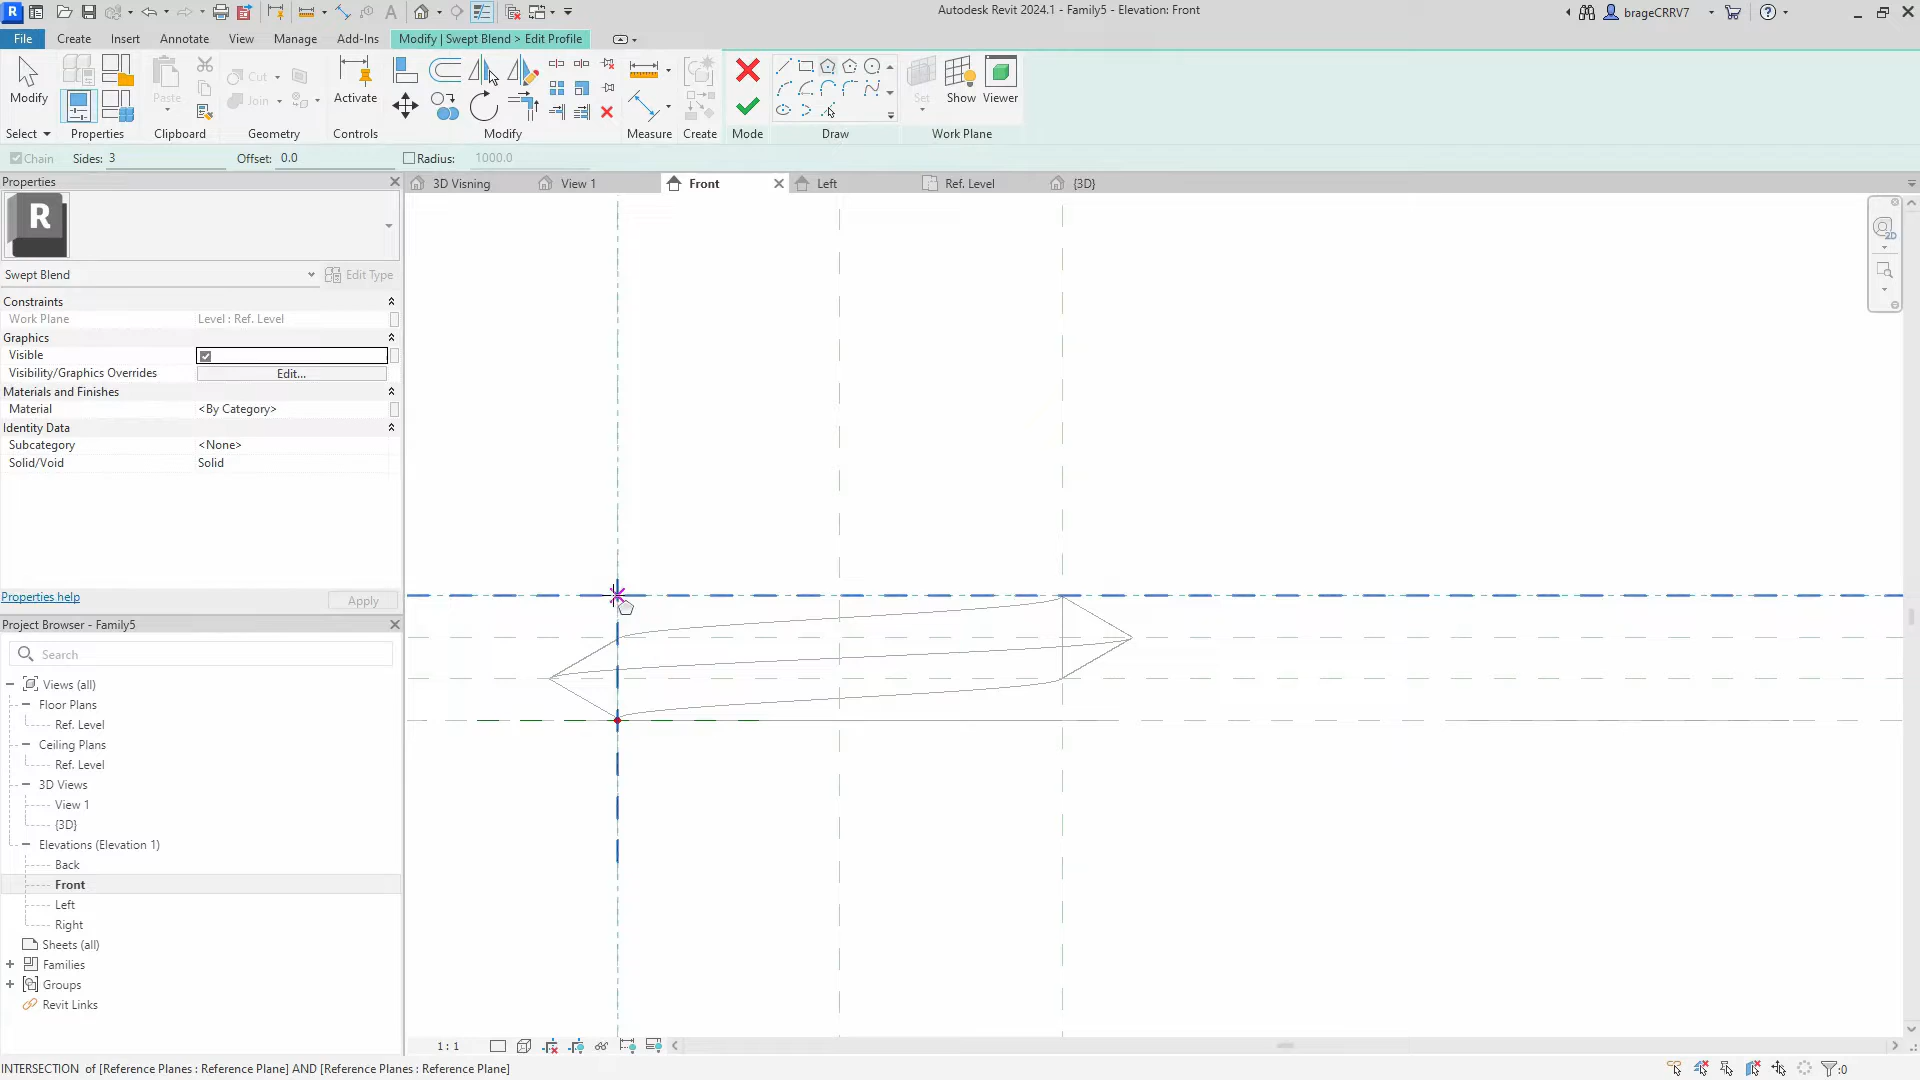 Autodesk Revit 2024.1 - Family5 - Elevation: Front
brageCRRV7
File Create Insert Annotate View Manage Add-Ins Modify | Swept Blend > Edit Profile
Modify Paste Cut Join Activate Set Show Viewer
Select Properties Clipboard Geometry Controls Modify Measure Create Mode Draw Work Plane
Chain Sides: 3 Offset: 0.0 Radius: 1000.0
Properties
3D Visning View 1 Front Left Ref. Level {3D}
R
2D
Swept Blend Edit Type
Constraints
Work Plane Level : Ref. Level
Graphics
Visible
Visibility/Graphics Overrides Edit...
Materials and Finishes
Material <By Category>
Identity Data
Subcategory <None>
Solid/Void Solid
Properties help Apply
Project Browser - Family5
Search
Views (all)
Floor Plans
Ref. Level
Ceiling Plans
Ref. Level
3D Views
View 1
{3D}
Elevations (Elevation 1)
Back
Front
Left
Right
Sheets (all)
Families
Groups
Revit Links
1 : 1
INTERSECTION of [Reference Planes : Reference Plane] AND [Reference Planes : Reference Plane]
:0